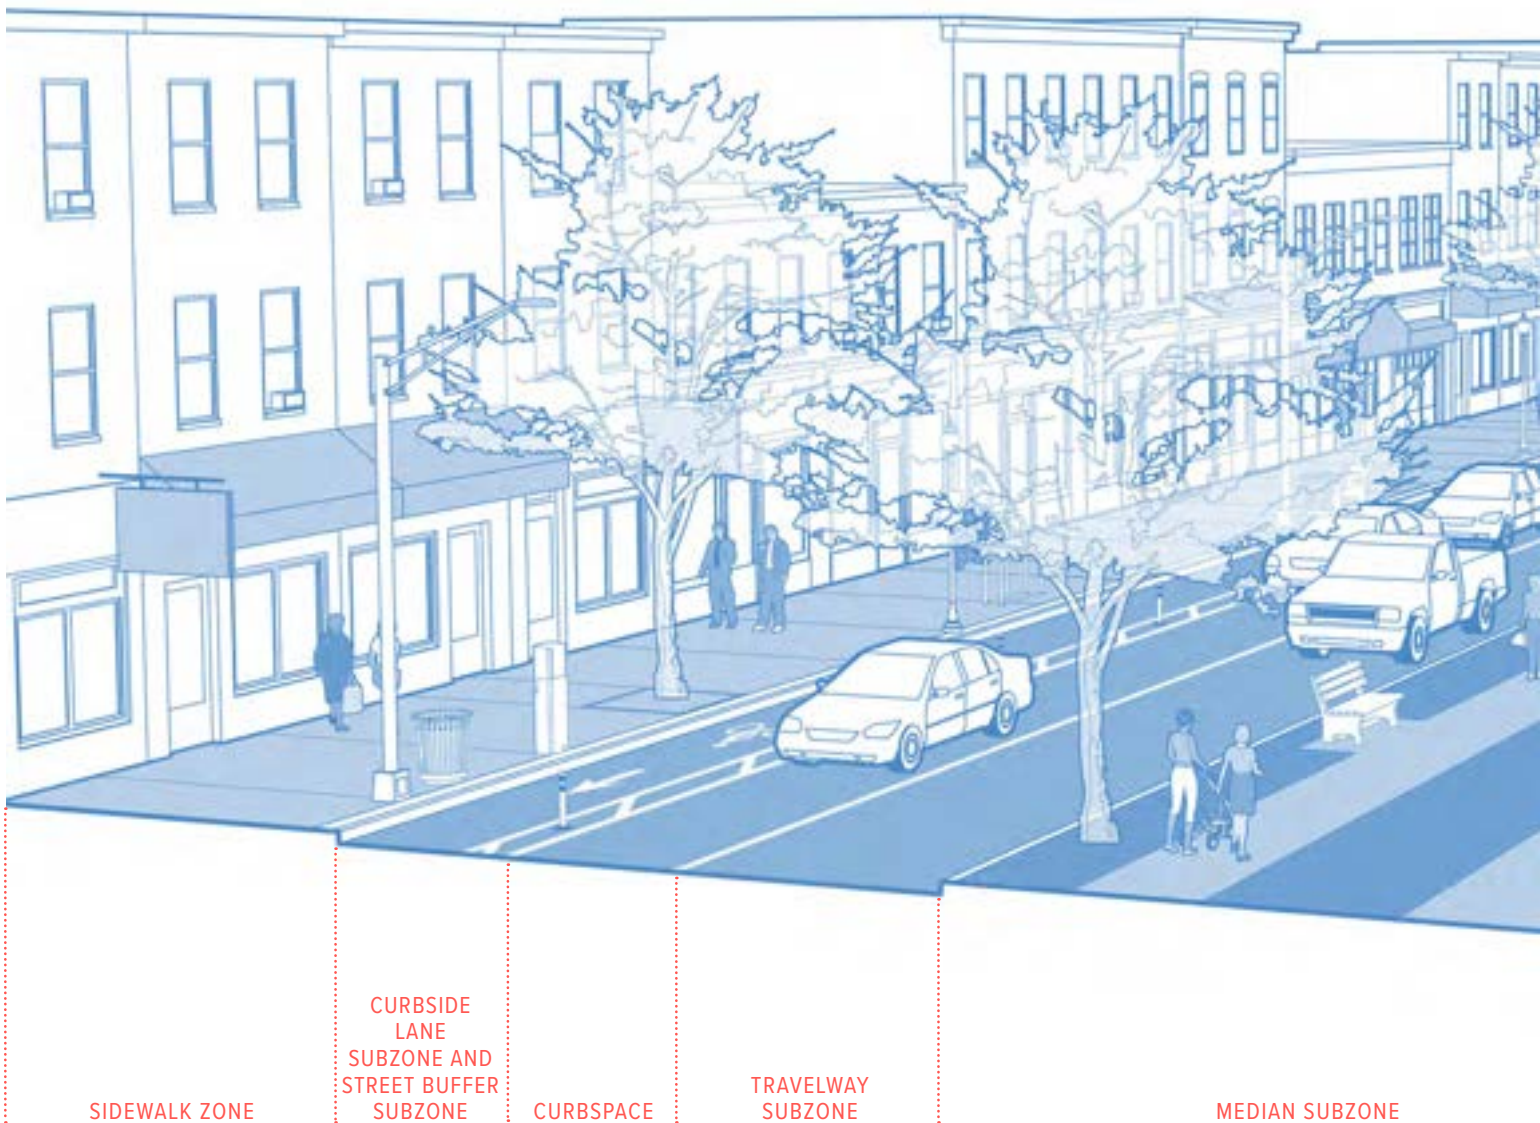 SIDEWALK ZONE
CURBSIDE
LANE
SUBZONE AND
STREET BUFFER
SUBZONE
CURBSPACE
TRAVELWAY
SUBZONE
MEDIAN SUBZONE